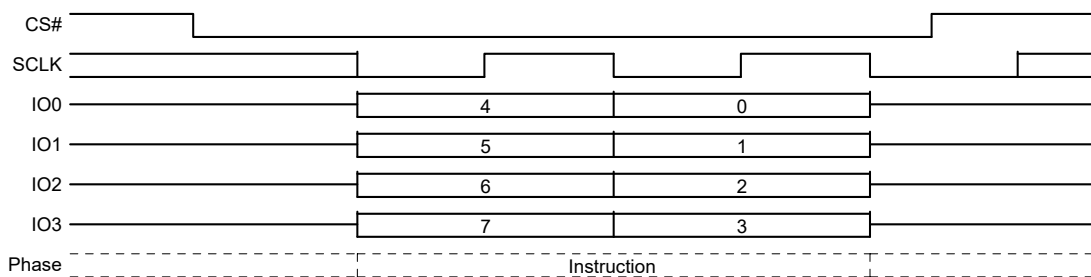 CS#
SCLK
IO0 4 0
IO1 5 1
IO2 6 2
IO3 7 3
Phase Instruction